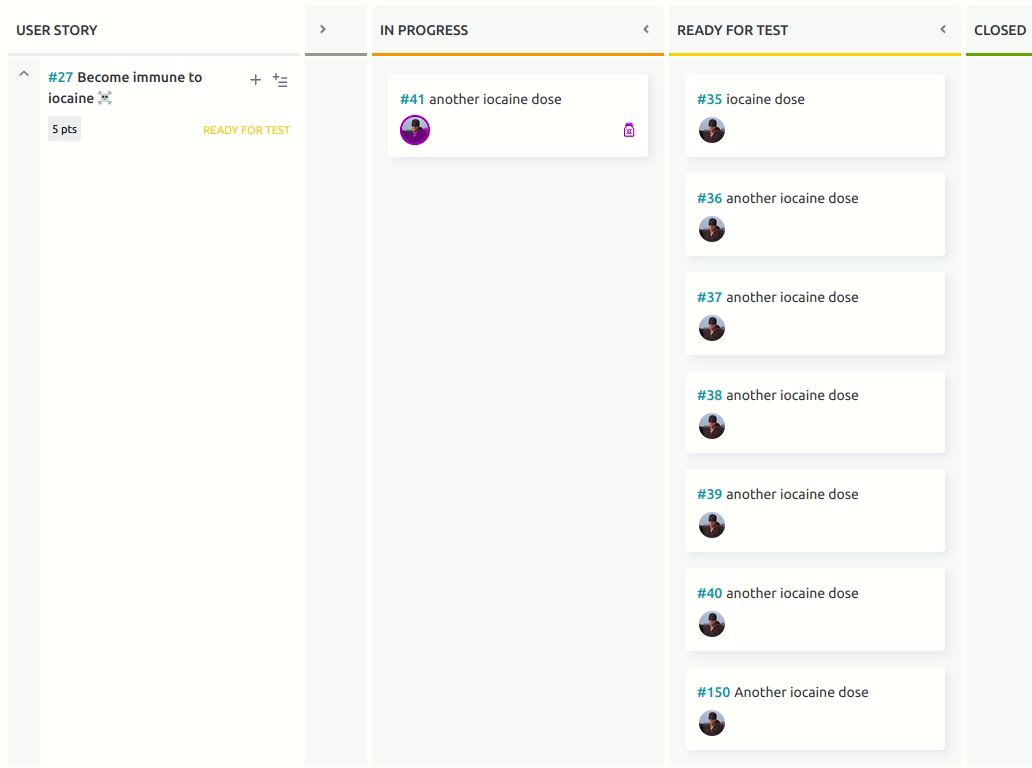 USER STORY
IN PROGRESS
READY FOR TEST
CLOSED
#27 Become immune to
iocaine ☠️
5 pts
READY FOR TEST
#41 another iocaine dose
#35 iocaine dose
#36 another iocaine dose
#37 another iocaine dose
#38 another iocaine dose
#39 another iocaine dose
#40 another iocaine dose
#150 Another iocaine dose